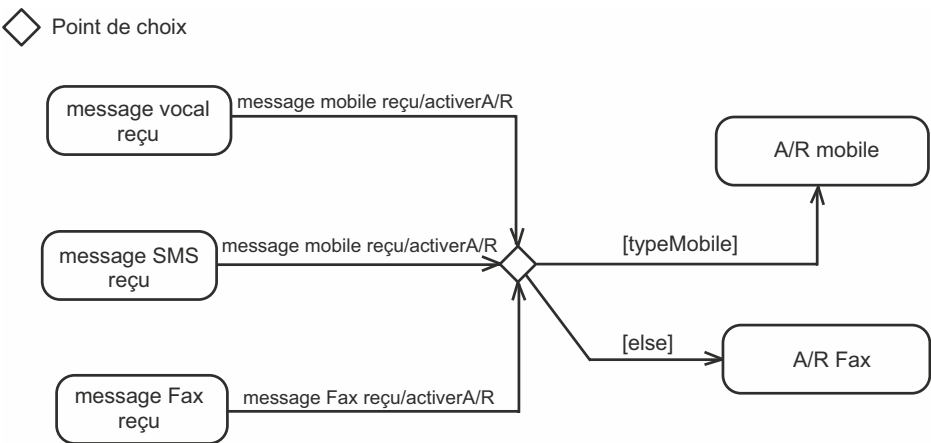 Point de choix
message vocal
reçu
message mobile reçu/activerA/R
A/R mobile
message SMS
reçu
message mobile reçu/activerA/R
[typeMobile]
[else]
A/R Fax
message Fax
reçu
message Fax reçu/activerA/R